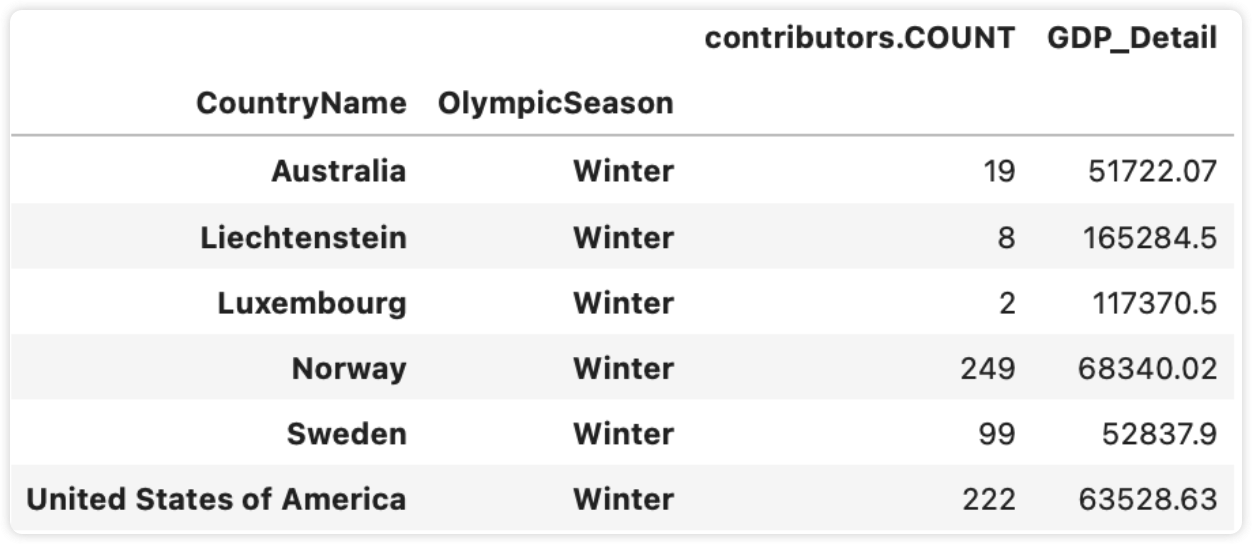 contributors.COUNT GDP_Detail
CountryName OlympicSeason
Australia Winter 19 51722.07
Liechtenstein Winter 8 165284.5
Luxembourg Winter 2 117370.5
Norway Winter 249 68340.02
Sweden Winter 99 52837.9
United States of America Winter 222 63528.63